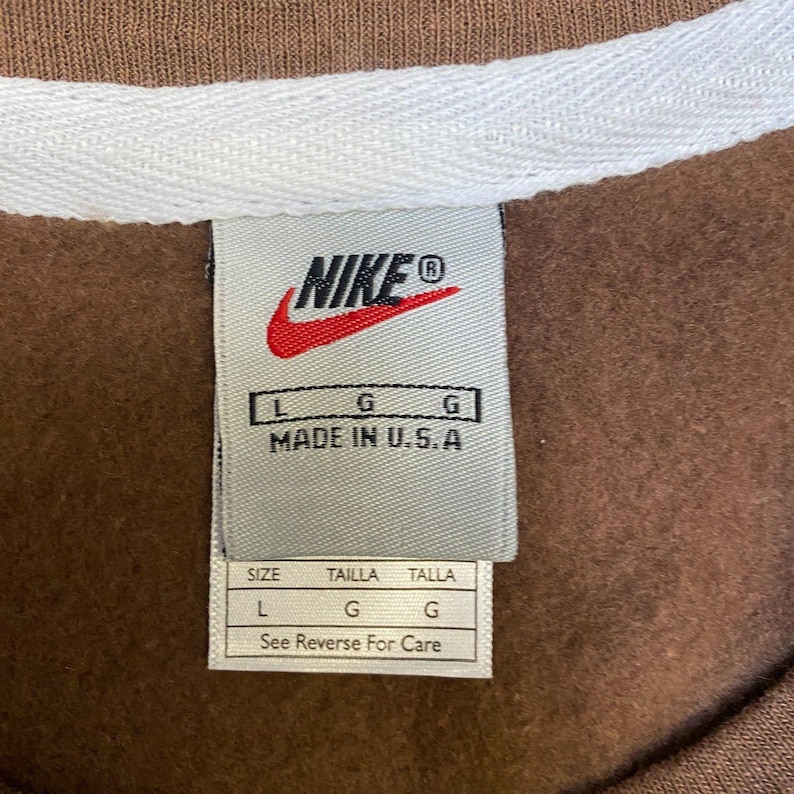 NIKE®
L G G
MADE IN U.S.A
SIZE TAILLA TALLA
L G G
See Reverse For Care